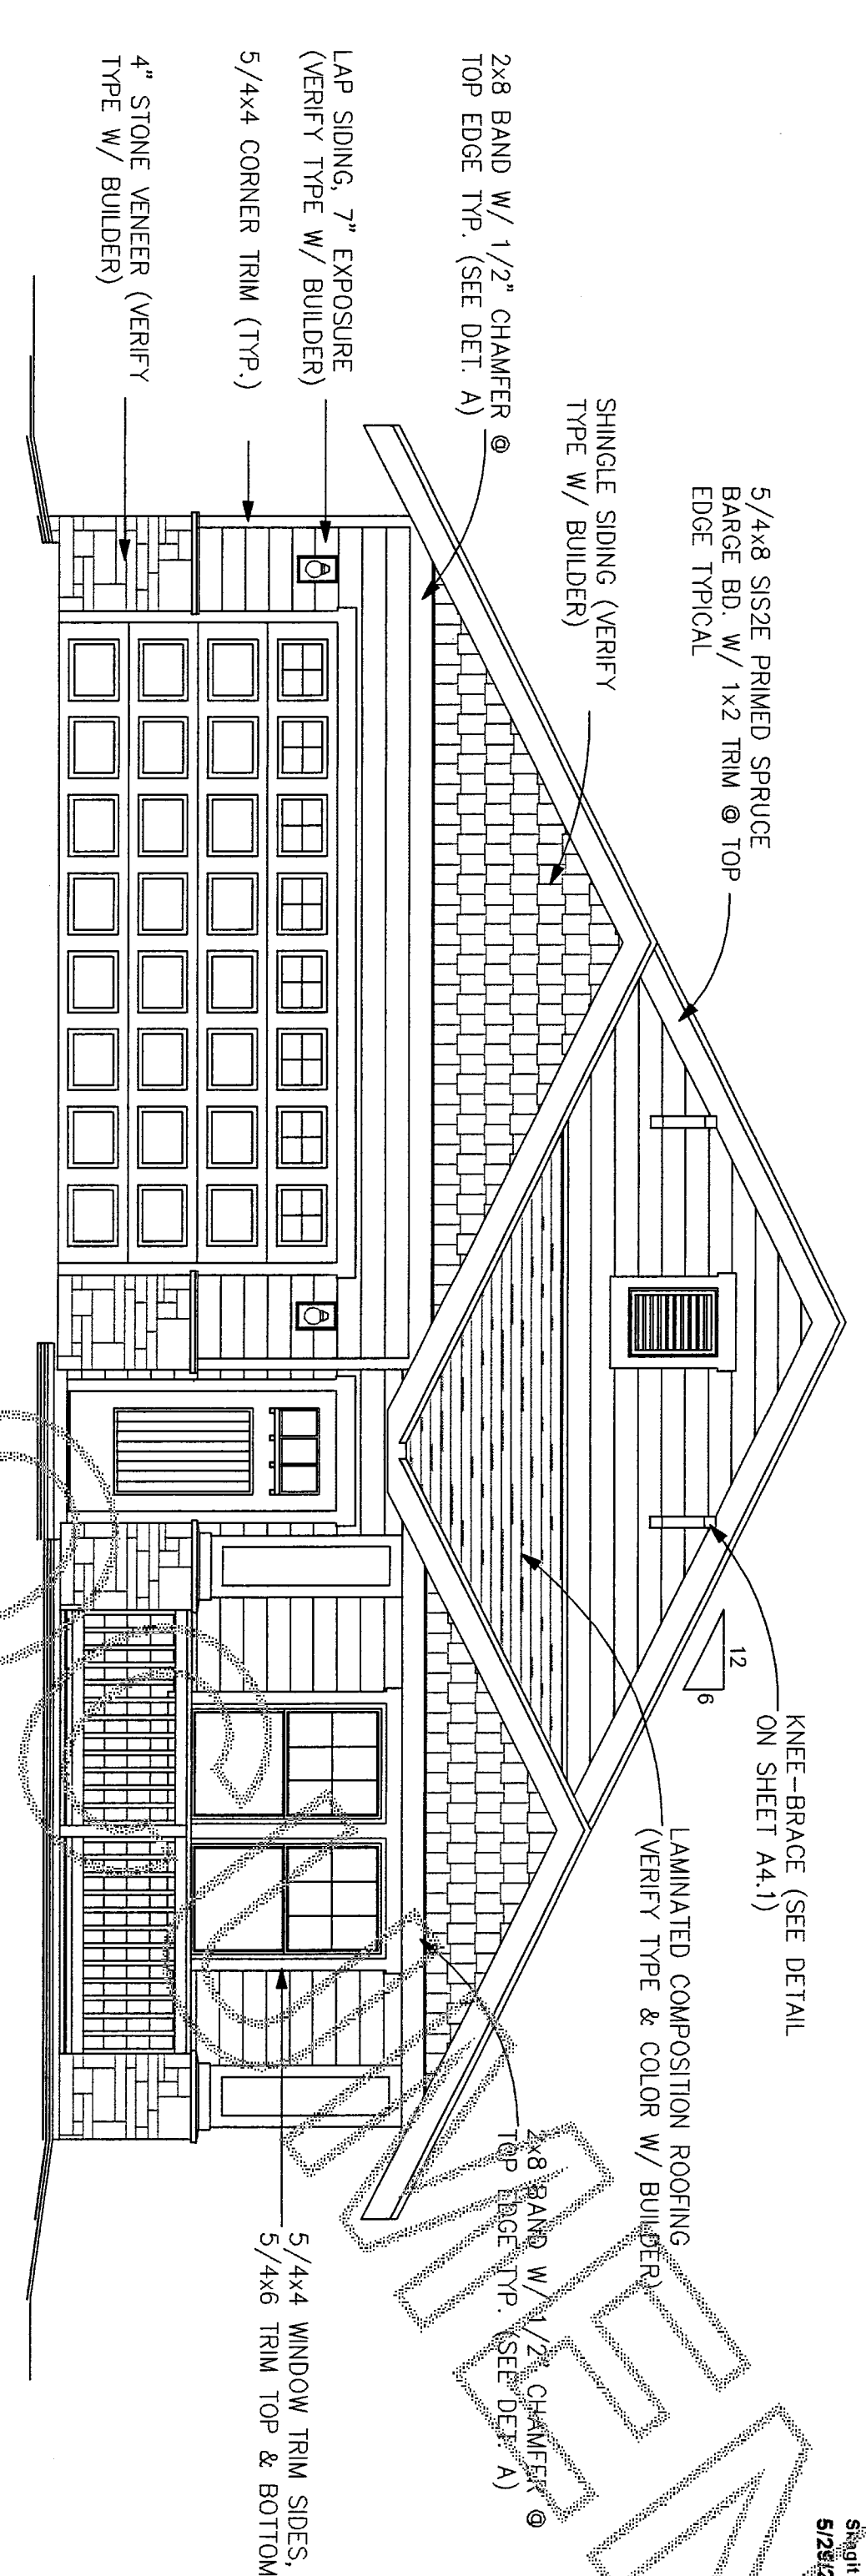 5/4x8 SIS2E PRIMED SPRUCE
BARGE BD. W/ 1x2 TRIM @ TOP
EDGE TYPICAL
SHINGLE SIDING (VERIFY
TYPE W/ BUILDER)
2x8 BAND W/ 1/2" CHAMFER @
TOP EDGE TYP. (SEE DET. A)
LAP SIDING, 7" EXPOSURE
(VERIFY TYPE W/ BUILDER)
5/4x4 CORNER TRIM (TYP.)
4" STONE VENEER (VERIFY
TYPE W/ BUILDER)
12
6
KNEE-BRACE (SEE DETAIL
ON SHEET A4.1)
LAMINATED COMPOSITION ROOFING
(VERIFY TYPE & COLOR W/ BUILDER)
2x8 BAND W/ 1/2" CHAMFER @
TOP EDGE TYP. (SEE DET. A)
5/4x4 WINDOW TRIM SIDES,
5/4x6 TRIM TOP & BOTTOM
Skagit